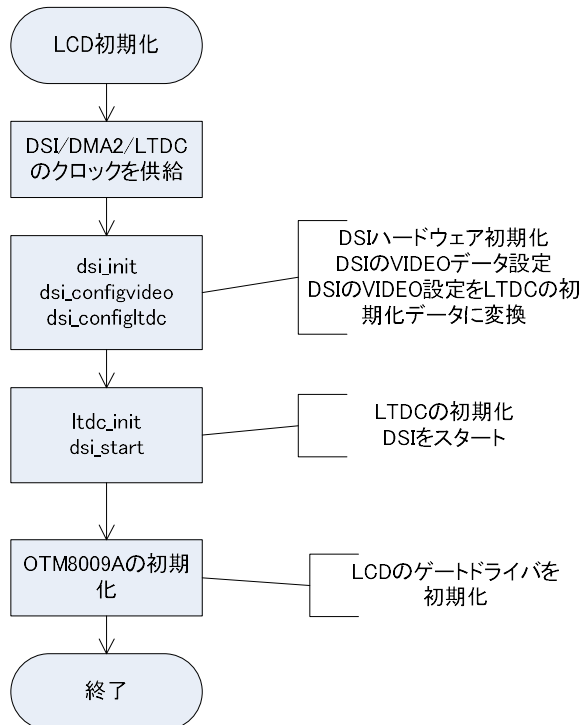 LCD初期化
DSI/DMA2/LTDC
のクロックを供給
dsi_init
dsi_configvideo
dsi_configltdc
DSIハードウェア初期化
DSIのVIDEOデータ設定
DSIのVIDEO設定をLTDCの初
期化データに変換
ltdc_init
dsi_start
LTDCの初期化
DSIをスタート
OTM8009Aの初期
化
LCDのゲートドライバを
初期化
終了